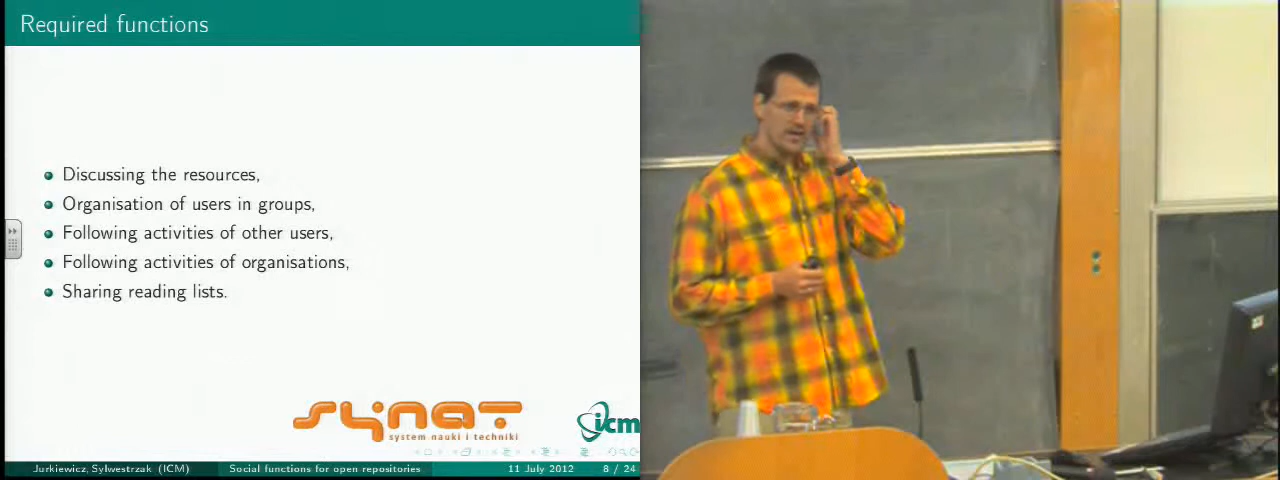 Required functions
Discussing the resources,
Organisation of users in groups,
Following activities of other users,
Following activities of organisations,
Sharing reading lists.
synat
system nauki i techniki
icm
Jurkiewicz, Sylwestrzak (ICM) Social functions for open repositories 11 July 2012 8 / 24